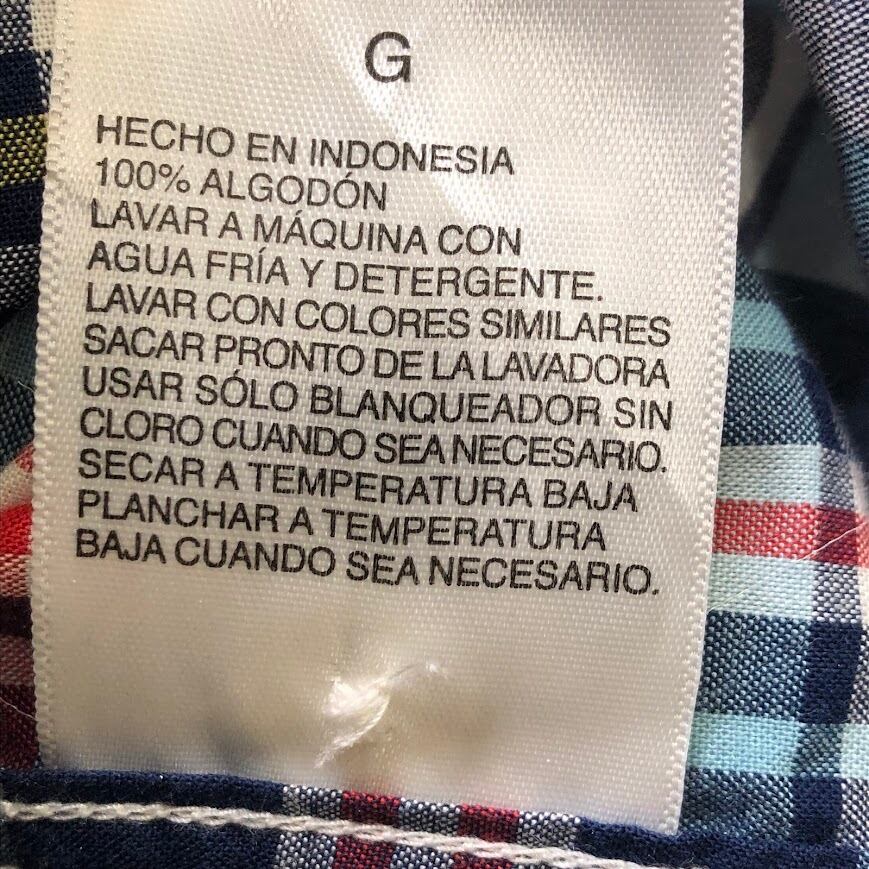 G
HECHO EN INDONESIA
100% ALGODÓN
LAVAR A MÁQUINA CON
AGUA FRÍA Y DETERGENTE.
LAVAR CON COLORES SIMILARES
SACAR PRONTO DE LA LAVADORA
USAR SÓLO BLANQUEADOR SIN
CLORO CUANDO SEA NECESARIO.
SECAR A TEMPERATURA BAJA
PLANCHAR A TEMPERATURA
BAJA CUANDO SEA NECESARIO.